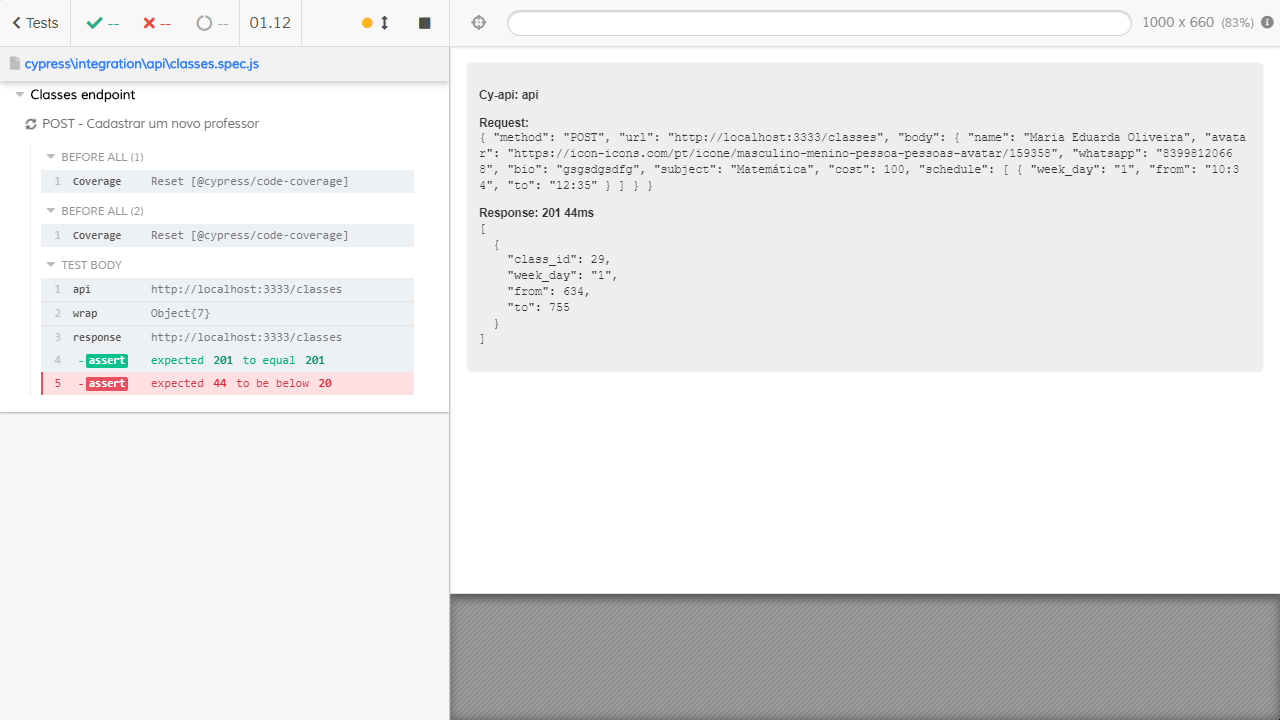 Tests -- -- -- 01.12
1000 x 660 (83%)
cypress\integration\api\classes.spec.js
Classes endpoint
POST - Cadastrar um novo professor
BEFORE ALL (1)
1 Coverage Reset [@cypress/code-coverage]
BEFORE ALL (2)
1 Coverage Reset [@cypress/code-coverage]
TEST BODY
1 api http://localhost:3333/classes
2 wrap Object{7}
3 response http://localhost:3333/classes
4 -assert expected 201 to equal 201
5 -assert expected 44 to be below 20
Cy-api: api
Request:
{ "method": "POST", "url": "http://localhost:3333/classes", "body": { "name": "Maria Eduarda Oliveira", "avata
r": "https://icon-icons.com/pt/icone/masculino-menino-pessoa-pessoas-avatar/159358", "whatsapp": "8399812066
8", "bio": "gsgsdgsdfg", "subject": "Matemática", "cost": 100, "schedule": [ { "week_day": "1", "from": "10:3
4", "to": "12:35" } ] } }
Response: 201 44ms
[
{
"class_id": 29,
"week_day": "1",
"from": 634,
"to": 755
}
]